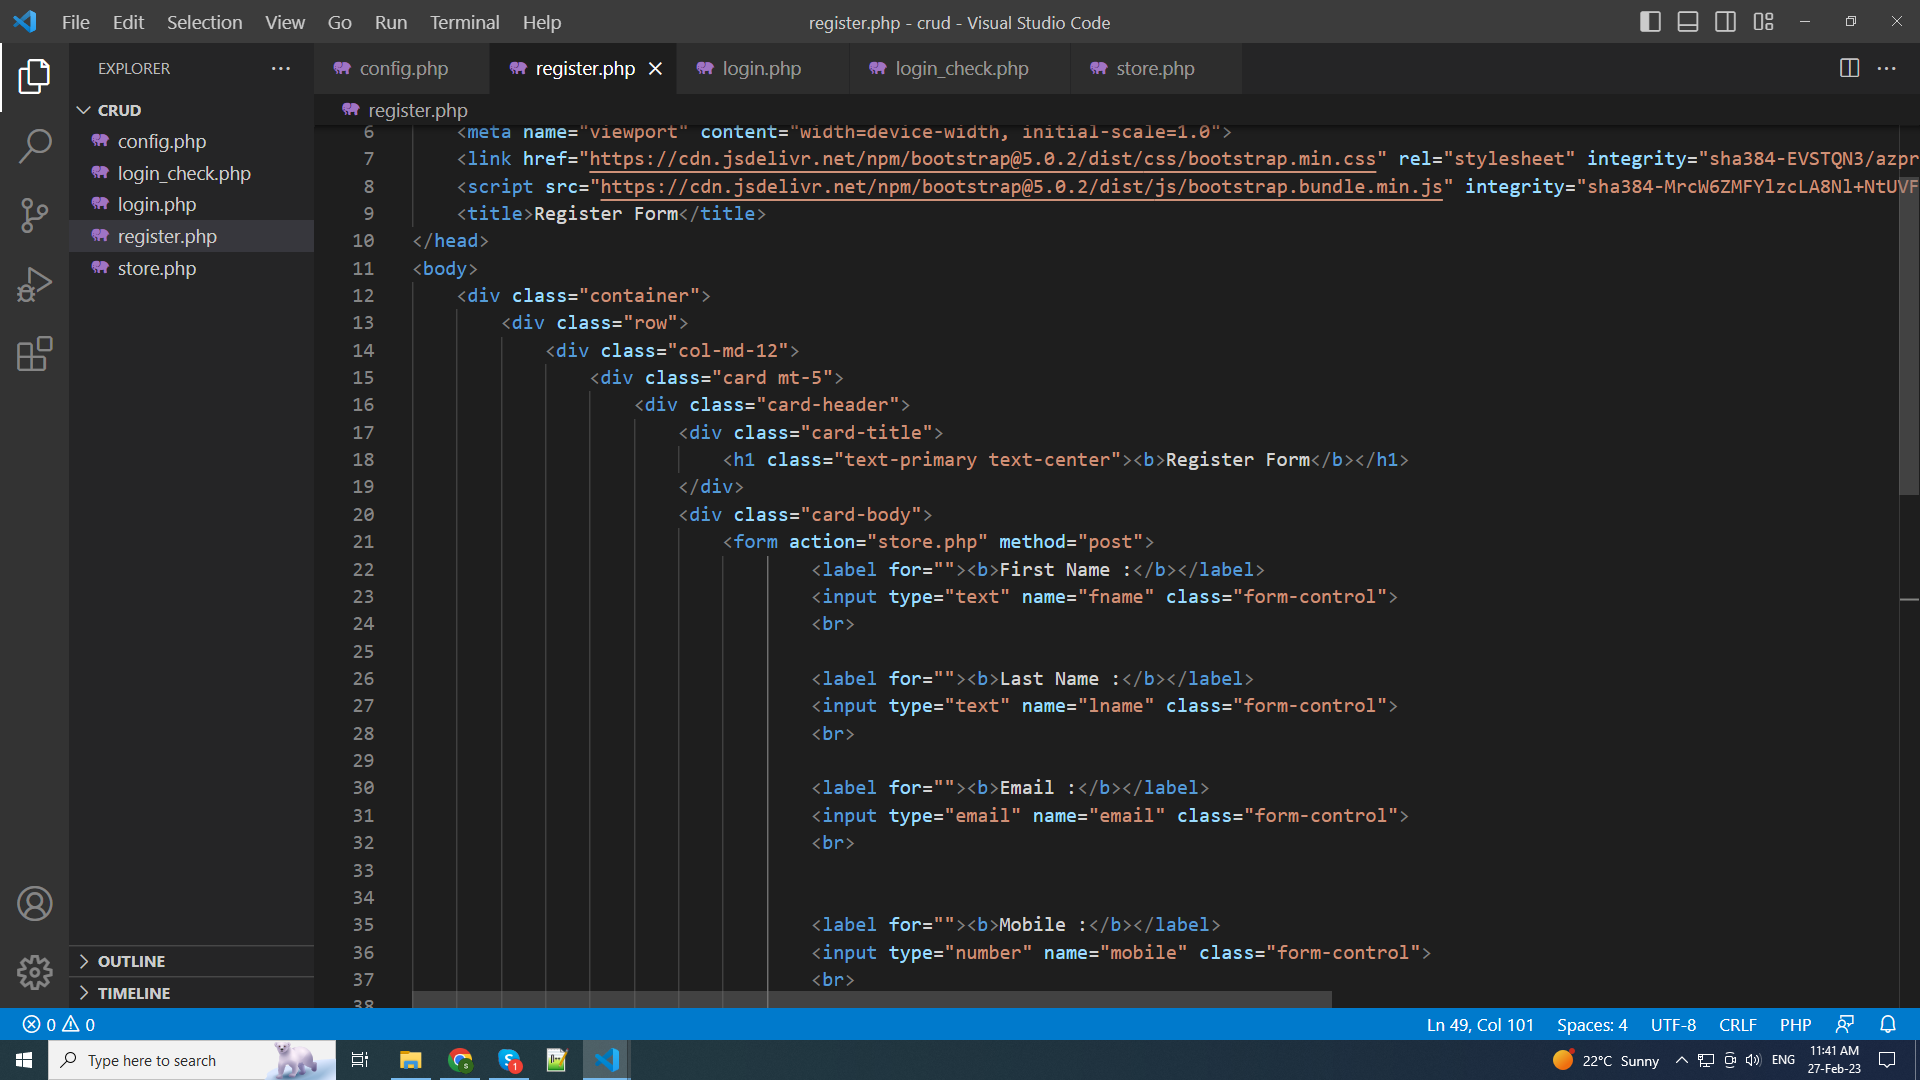 File Edit Selection View Go Run Terminal Help
register.php - crud - Visual Studio Code
EXPLORER
CRUD
config.php
login_check.php
login.php
register.php
store.php
OUTLINE
TIMELINE
config.php register.php login.php login_check.php store.php
register.php
6 <meta name="viewport" content="width=device-width, initial-scale=1.0">
7 <link href="https://cdn.jsdelivr.net/npm/bootstrap@5.0.2/dist/css/bootstrap.min.css" rel="stylesheet" integrity="sha384-EVSTQN3/azpr
8 <script src="https://cdn.jsdelivr.net/npm/bootstrap@5.0.2/dist/js/bootstrap.bundle.min.js" integrity="sha384-MrcW6ZMFYlzcLA8Nl+NtUVF
9 <title>Register Form</title>
10 </head>
11 <body>
12 <div class="container">
13 <div class="row">
14 <div class="col-md-12">
15 <div class="card mt-5">
16 <div class="card-header">
17 <div class="card-title">
18 <h1 class="text-primary text-center"><b>Register Form</b></h1>
19 </div>
20 <div class="card-body">
21 <form action="store.php" method="post">
22 <label for=""><b>First Name :</b></label>
23 <input type="text" name="fname" class="form-control">
24 <br>
25
26 <label for=""><b>Last Name :</b></label>
27 <input type="text" name="lname" class="form-control">
28 <br>
29
30 <label for=""><b>Email :</b></label>
31 <input type="email" name="email" class="form-control">
32 <br>
33
34
35 <label for=""><b>Mobile :</b></label>
36 <input type="number" name="mobile" class="form-control">
37 <br>
38
0 0
Ln 49, Col 101 Spaces: 4 UTF-8 CRLF PHP
Type here to search
1
22°C Sunny
ENG
11:41 AM
27-Feb-23